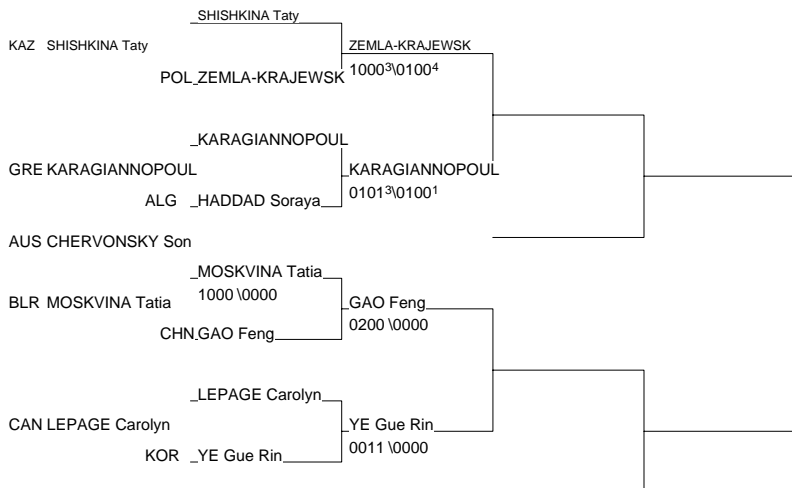 SHISHKINA Taty
KAZ SHISHKINA Taty ZEMLA-KRAJEWSK
1000³\0100⁴
POL ZEMLA-KRAJEWSK
KARAGIANNOPOUL
GRE KARAGIANNOPOUL KARAGIANNOPOUL
0101³\0100¹
ALG HADDAD Soraya
AUS CHERVONSKY Son
MOSKVINA Tatia
1000 \0000
BLR MOSKVINA Tatia GAO Feng
0200 \0000
CHN GAO Feng
LEPAGE Carolyn
CAN LEPAGE Carolyn YE Gue Rin
0011 \0000
KOR YE Gue Rin